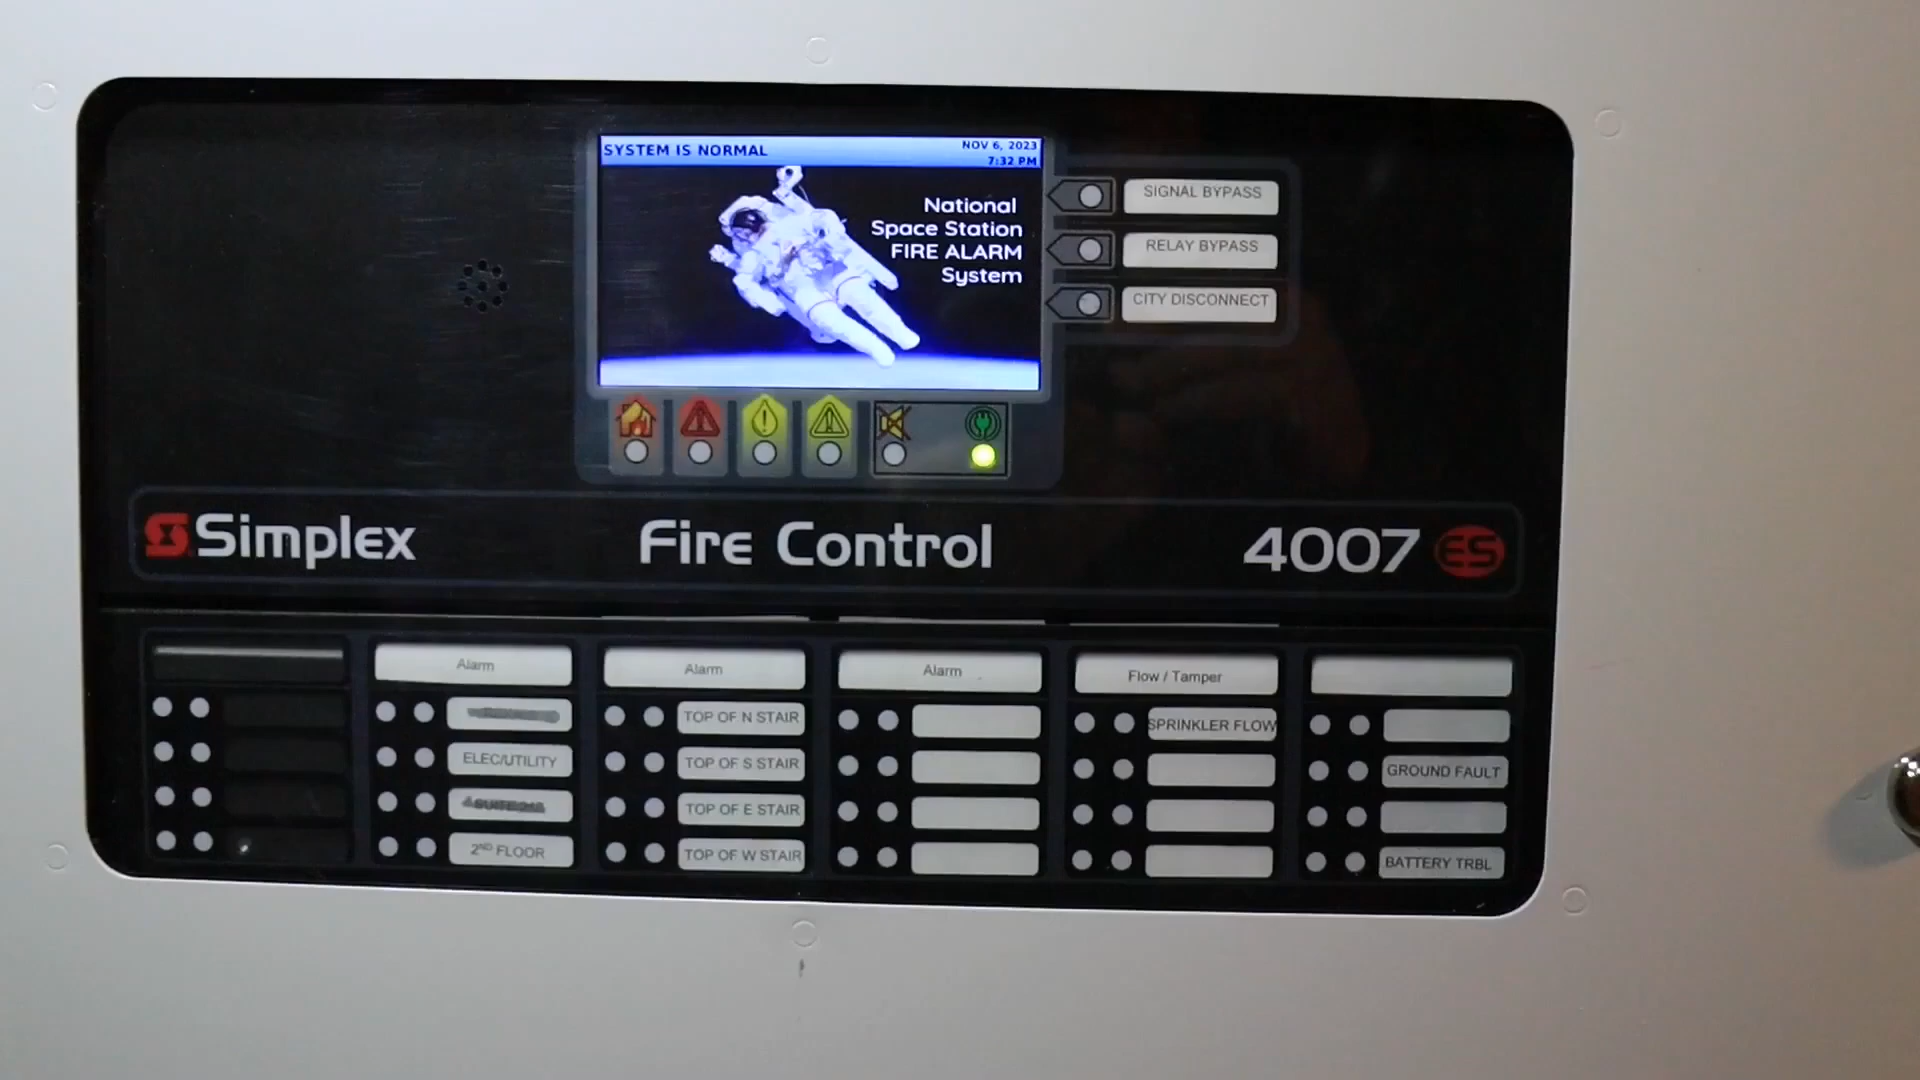 SYSTEM IS NORMAL
NOV 6, 2023
7:32 PM
National
Space Station
FIRE ALARM
System
SIGNAL BYPASS
RELAY BYPASS
CITY DISCONNECT
Simplex
Fire Control
4007 ES
Alarm
ELEC/UTILITY
2ND FLOOR
Alarm
TOP OF N STAIR
TOP OF S STAIR
TOP OF E STAIR
TOP OF W STAIR
Alarm
Flow / Tamper
SPRINKLER FLOW
GROUND FAULT
BATTERY TRBL